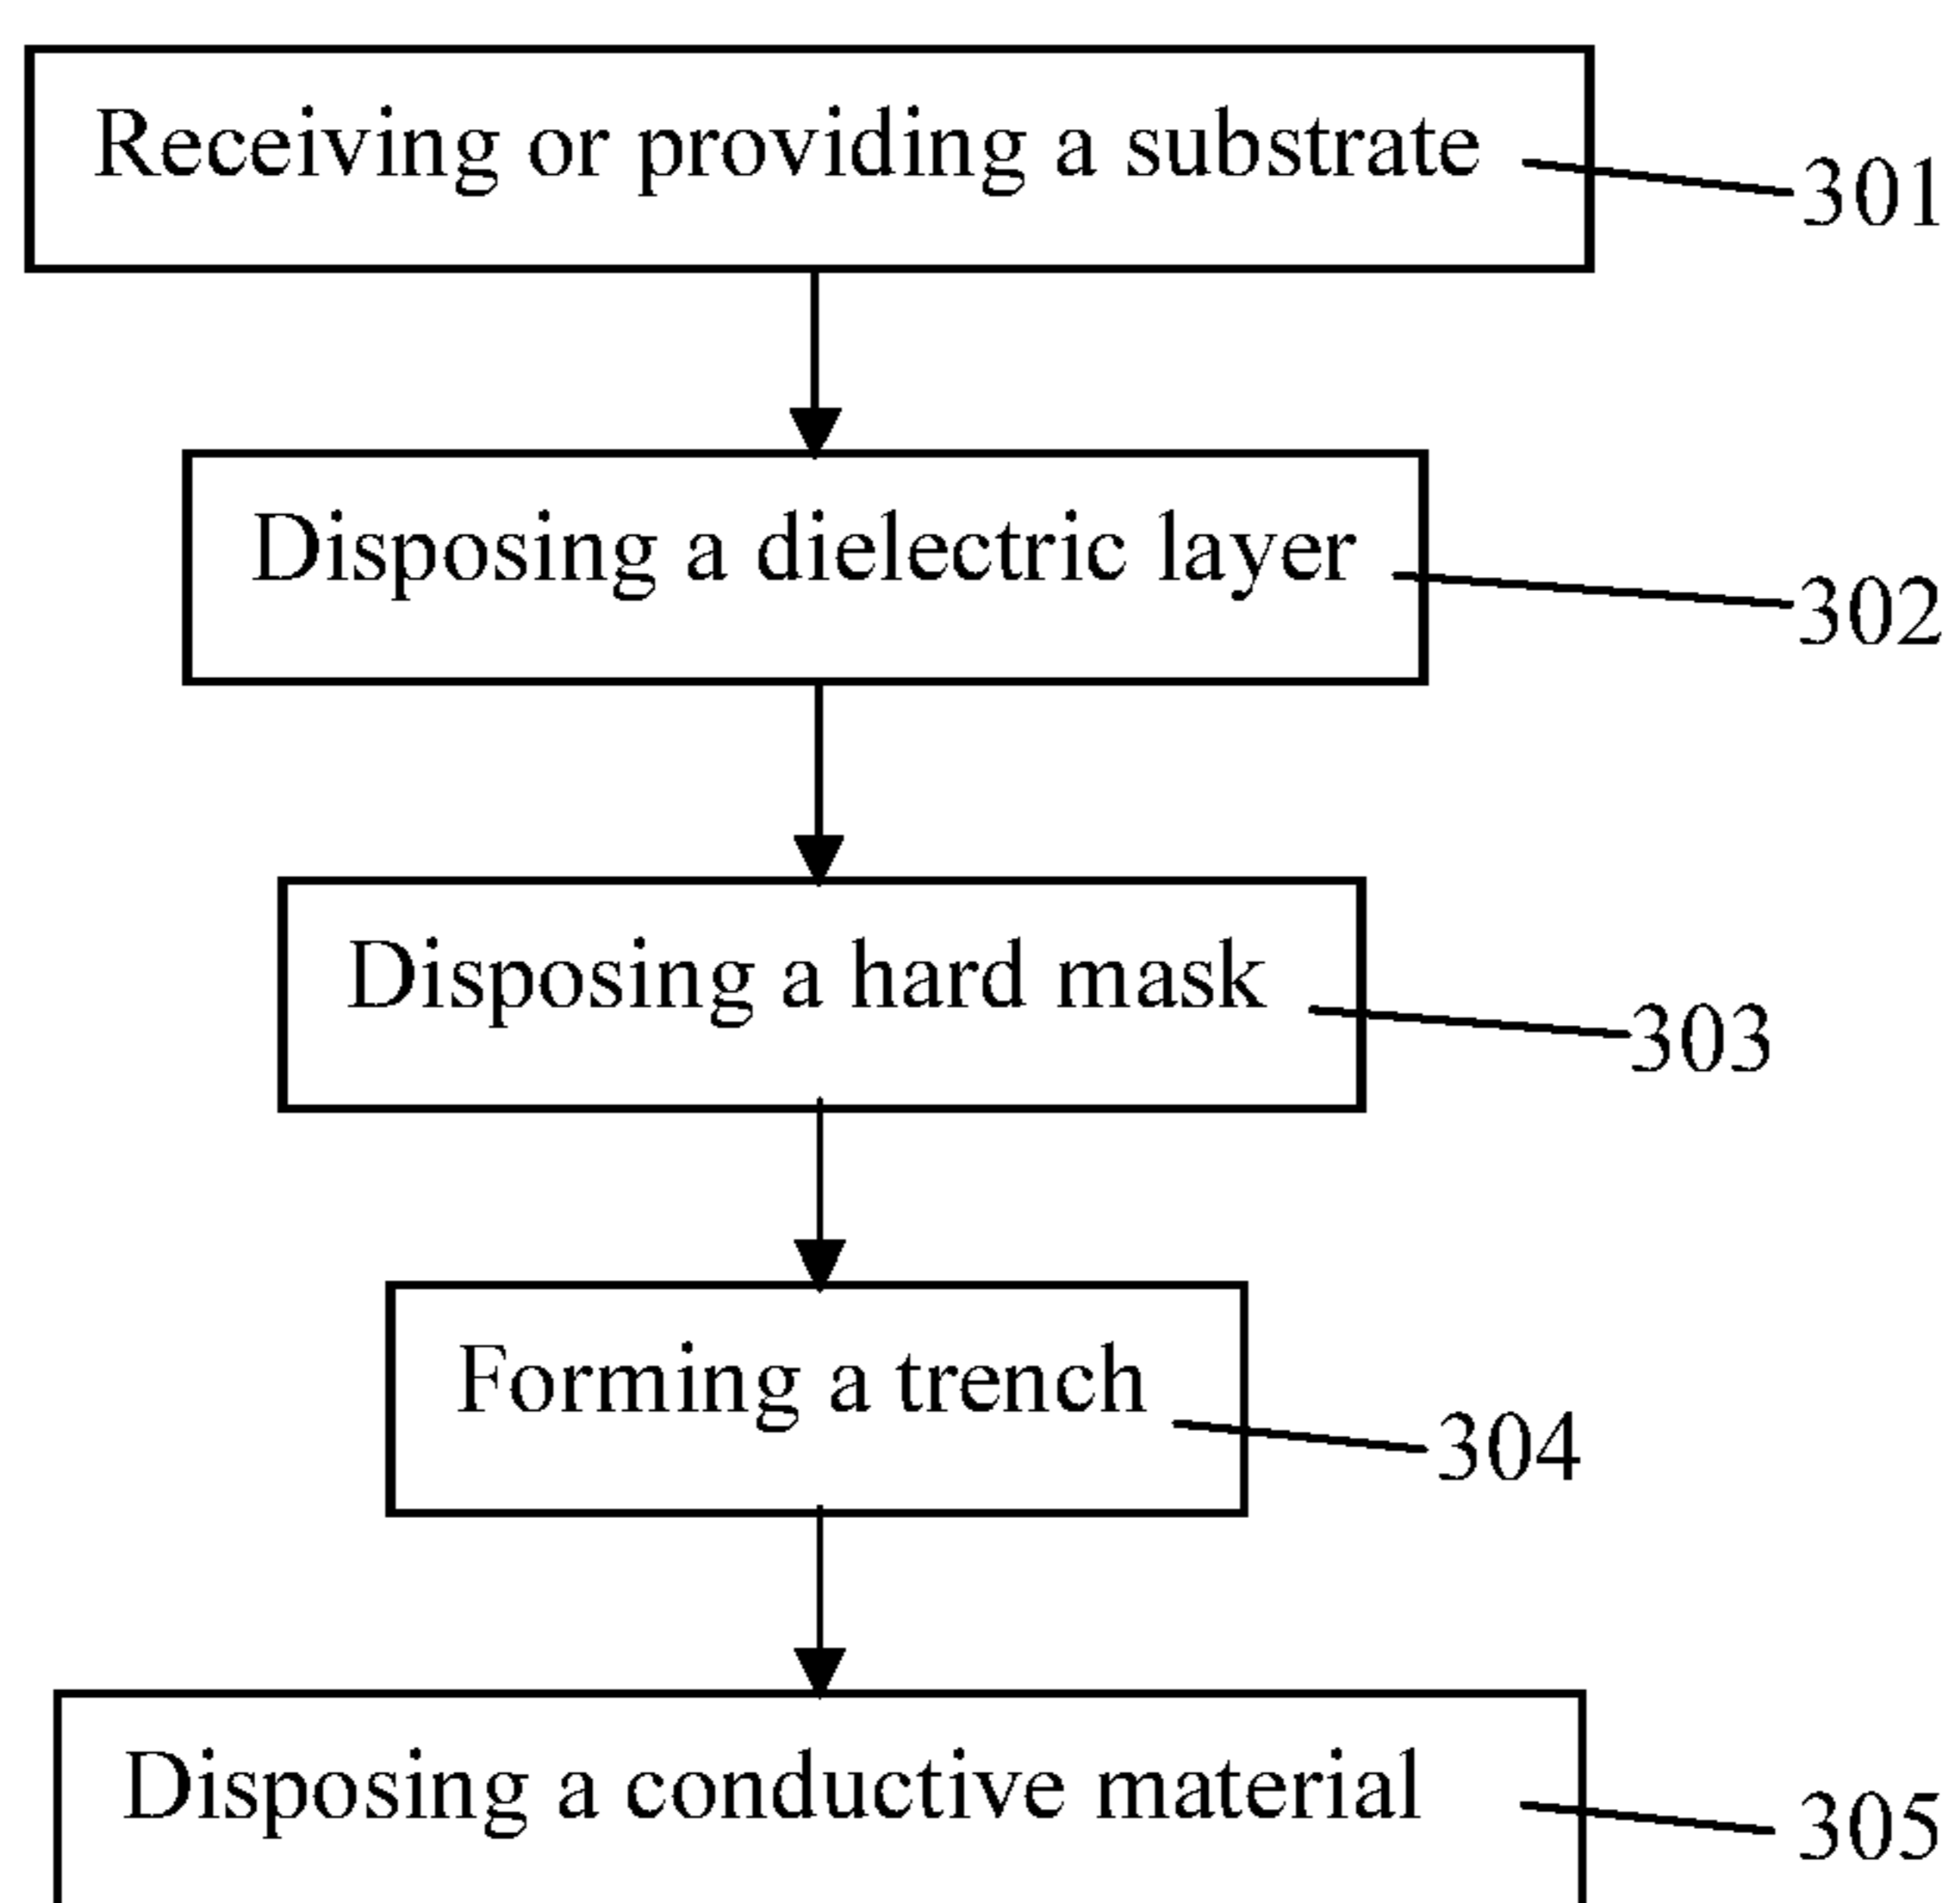 Receiving or providing a substrate
301
Disposing a dielectric layer
302
Disposing a hard mask
303
Forming a trench
304
Disposing a conductive material
305